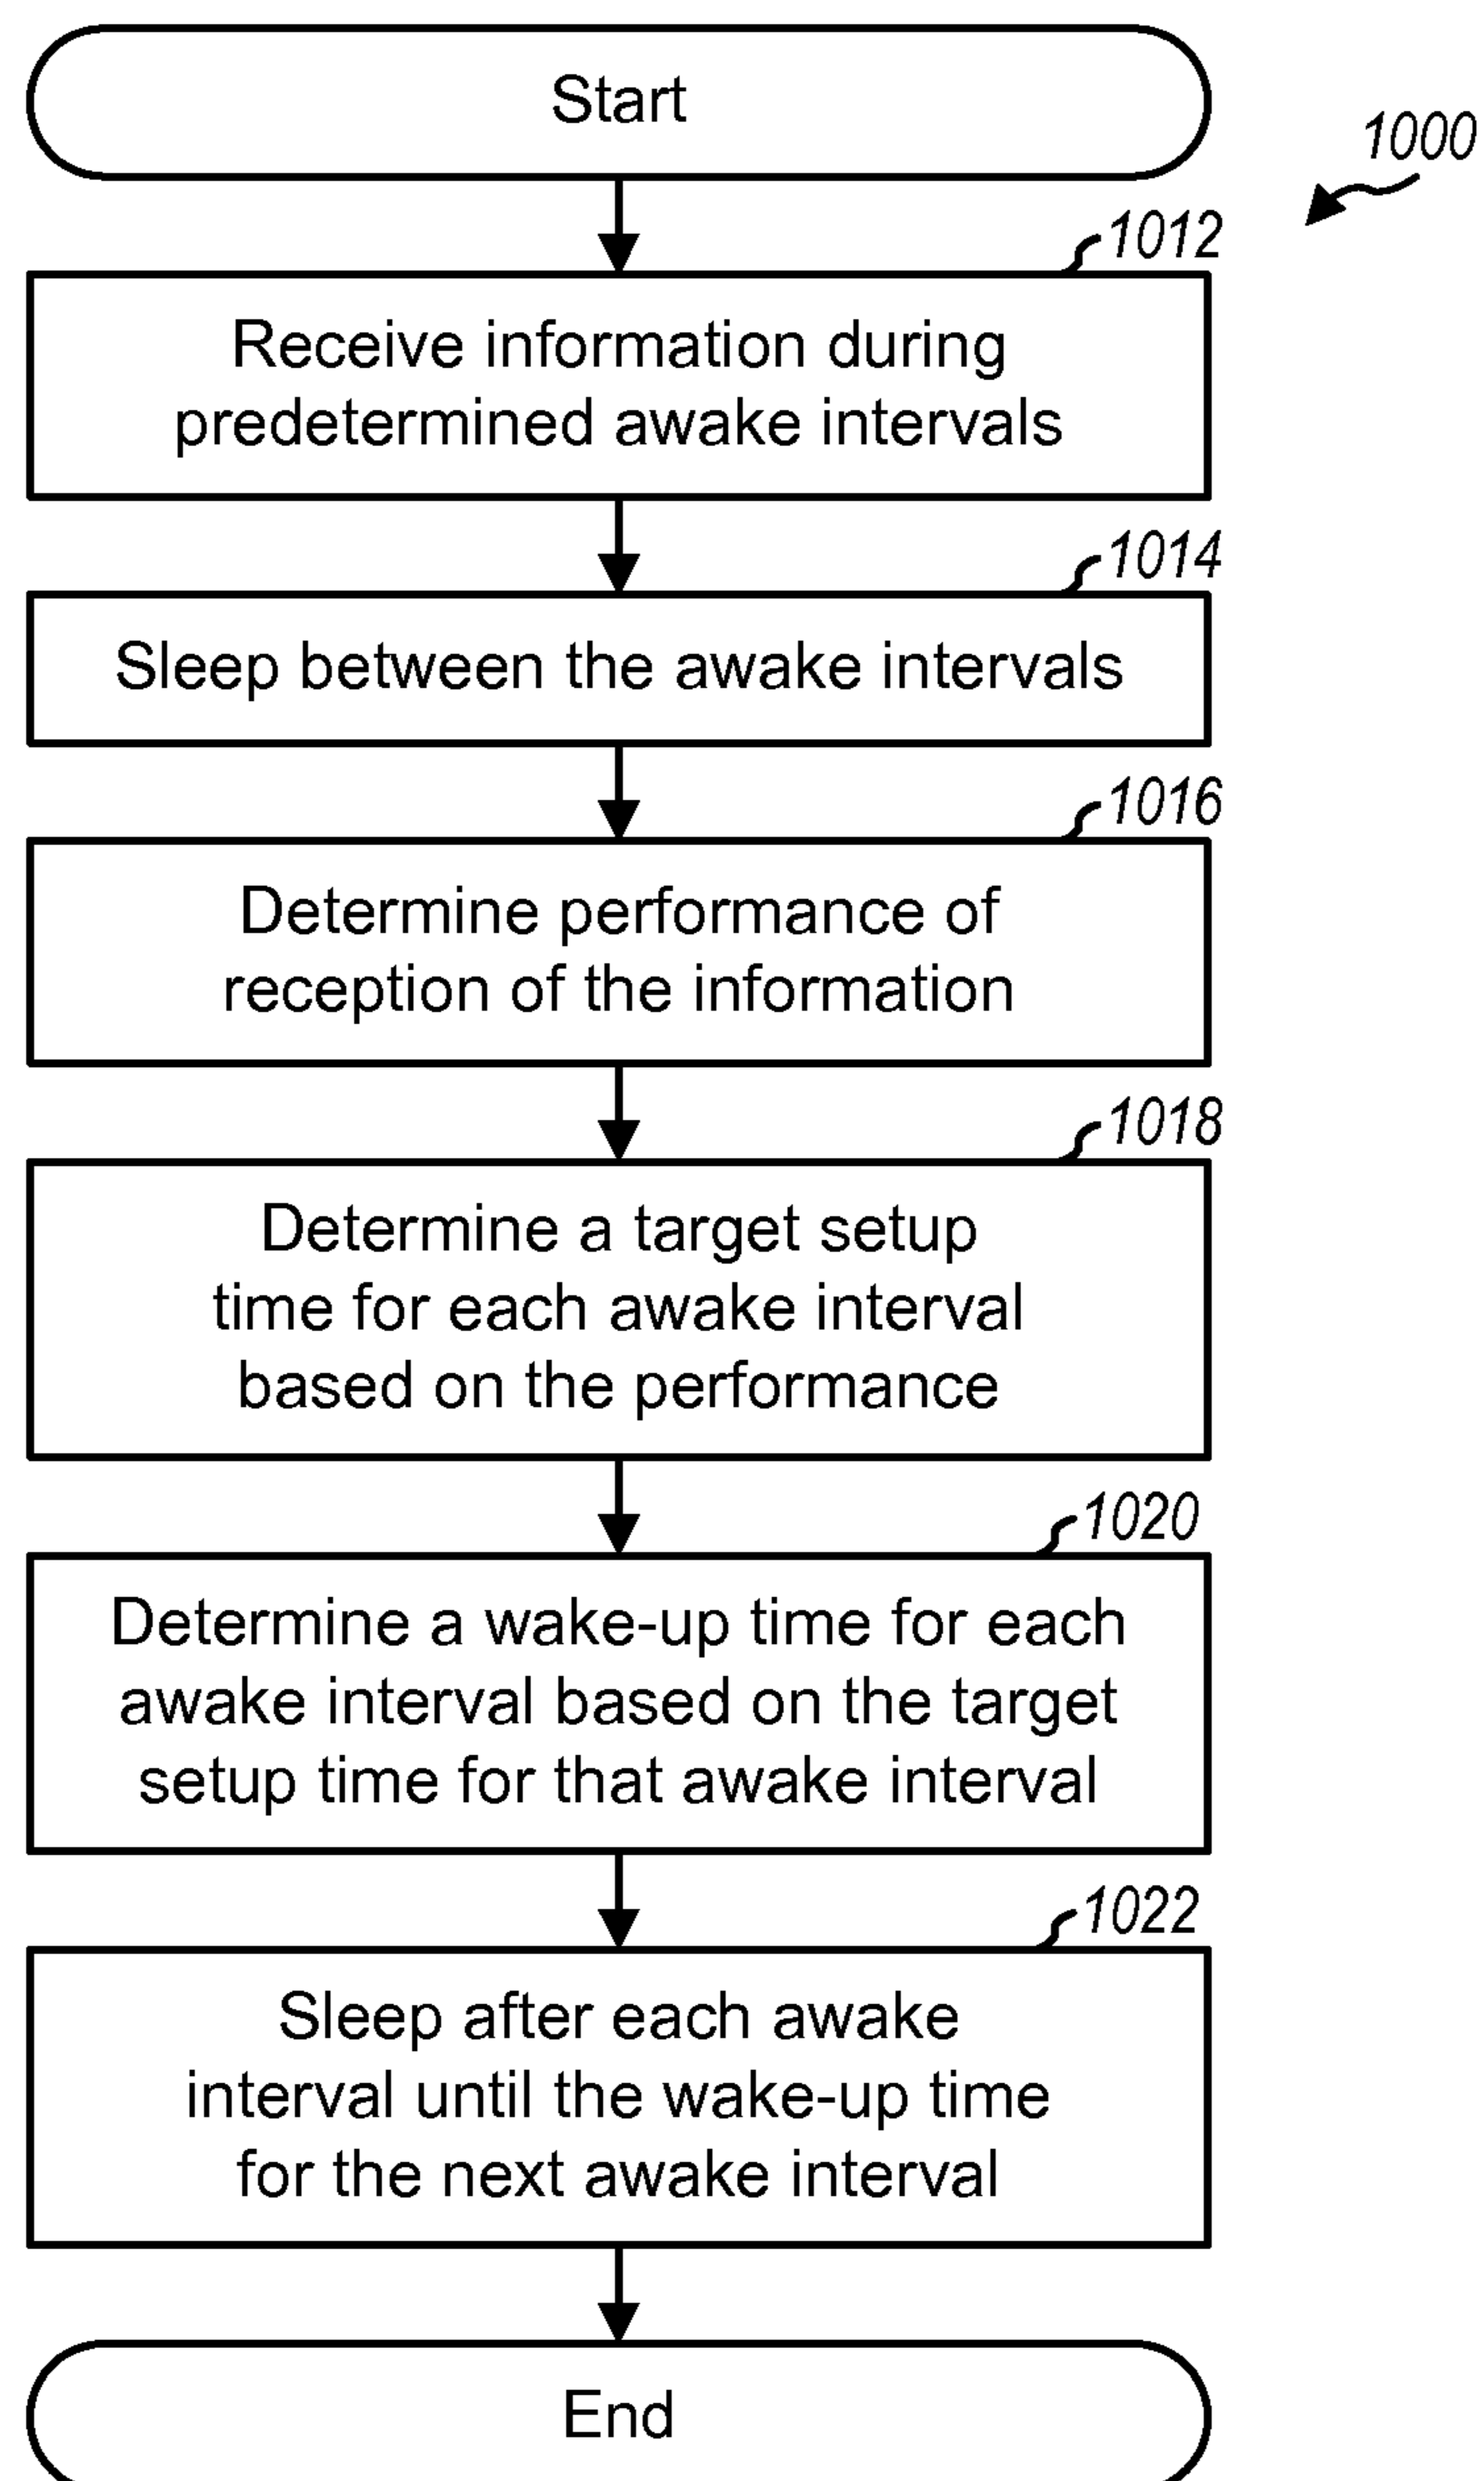 Start
1000
1012
Receive information during
predetermined awake intervals
1014
Sleep between the awake intervals
1016
Determine performance of
reception of the information
1018
Determine a target setup
time for each awake interval
based on the performance
1020
Determine a wake-up time for each
awake interval based on the target
setup time for that awake interval
1022
Sleep after each awake
interval until the wake-up time
for the next awake interval
End